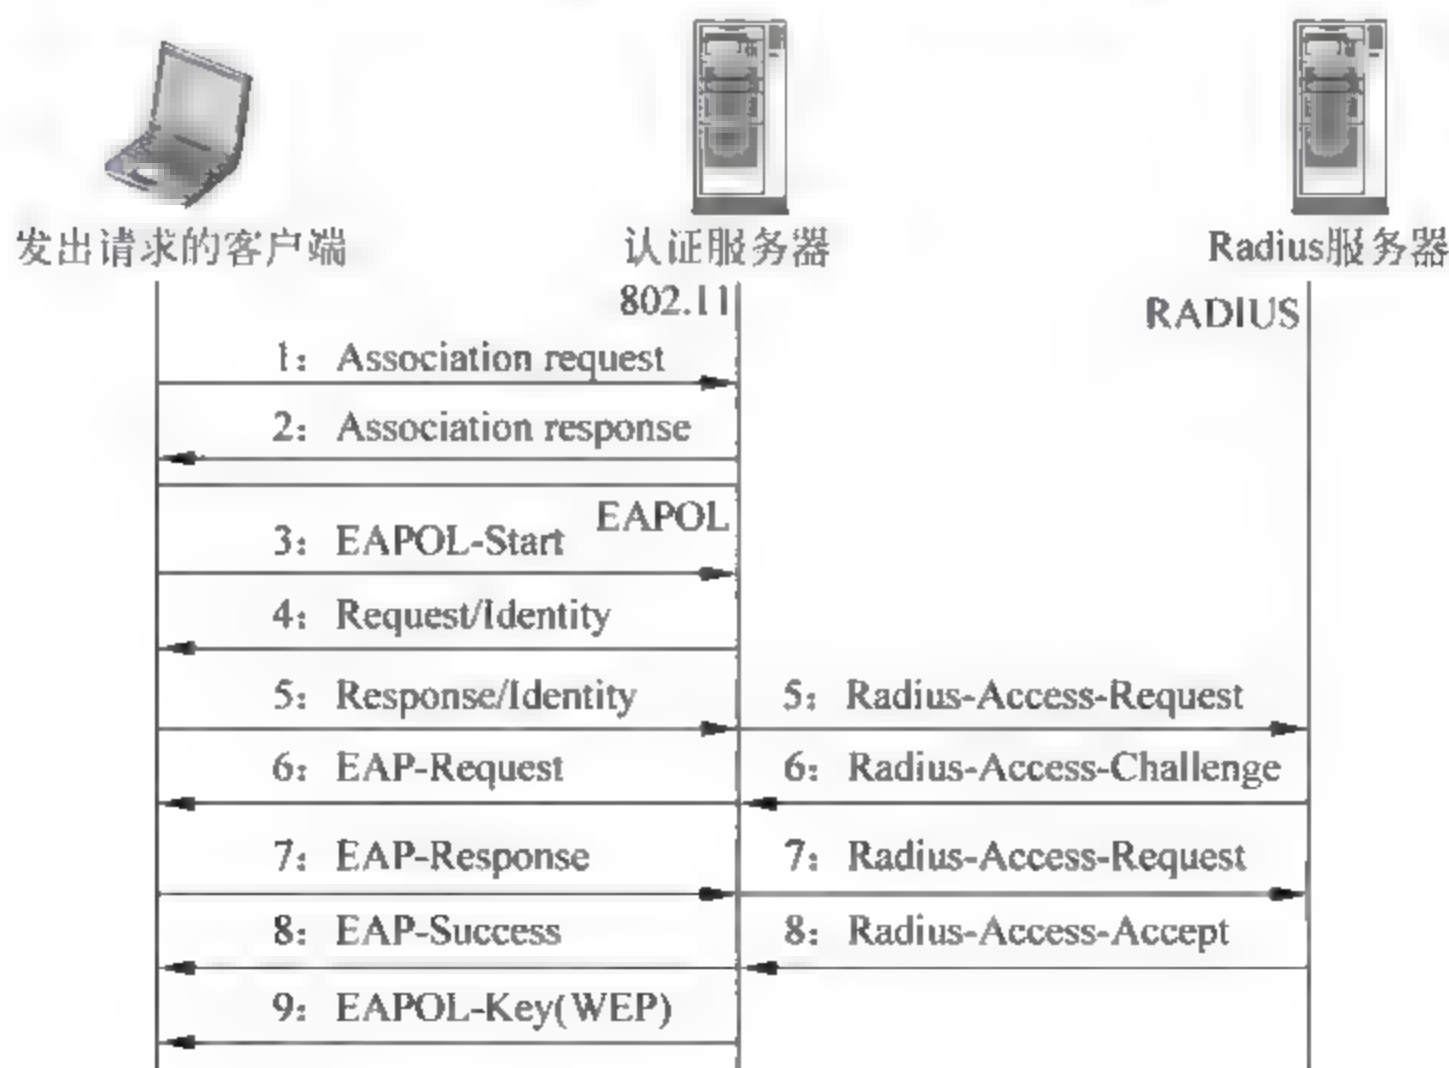 发出请求的客户端
认证服务器
Radius服务器
802.11
RADIUS
1: Association request
2: Association response
EAPOL
3: EAPOL-Start
4: Request/Identity
5: Response/Identity
5: Radius-Access-Request
6: EAP-Request
6: Radius-Access-Challenge
7: EAP-Response
7: Radius-Access-Request
8: EAP-Success
8: Radius-Access-Accept
9: EAPOL-Key(WEP)